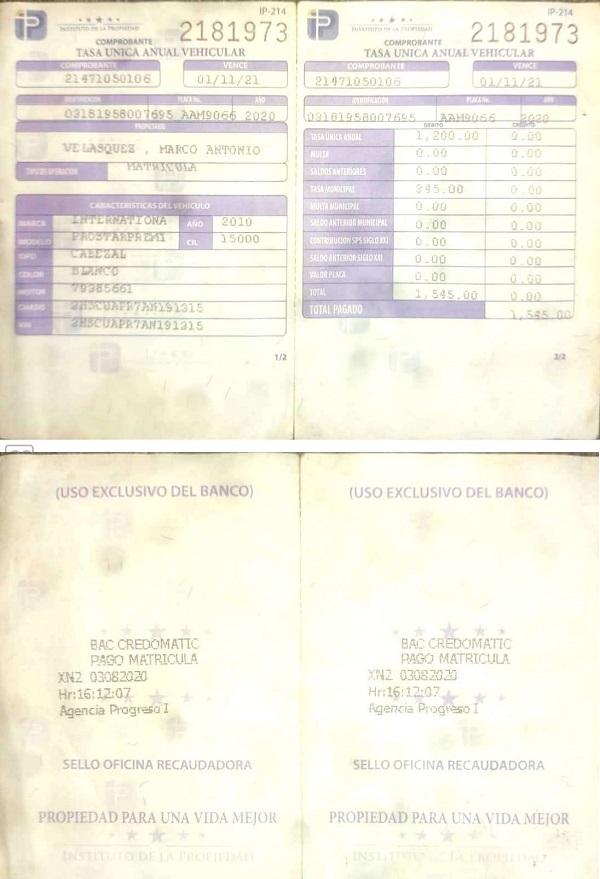 IP-214
iP
INSTITUTO DE LA PROPIEDAD
2181973
COMPROBANTE
TASA UNICA ANUAL VEHICULAR
COMPROBANTE VENCE
21471050106 01/11/21
IDENTIFICACION PLACA No. AÑO
03181958007695 AAM9066 2020
PROPIETARIO
VELASQUEZ , MARCO ANTONIO
TIPO DE OPERACION MATRICULA
CARACTERISTICAS DEL VEHICULO
MARCA INTERNATIONA AÑO 2010
MODELO PROSTARPREMI CIL 15000
TIPO CABEZAL
COLOR BLANCO
MOTOR 79385661
CHASIS 3HSCUAPR7AN191315
VIN 3HSCUAPR7AN191315
1/2
IP-214
iP
INSTITUTO DE LA PROPIEDAD
2181973
COMPROBANTE
TASA UNICA ANUAL VEHICULAR
COMPROBANTE VENCE
21471050106 01/11/21
IDENTIFICACION PLACA No. AÑO
03181958007695 AAM9066 2020
DEBITO CREDITO
TASA UNICA ANUAL 1,200.00 0.00
MULTA 0.00 0.00
SALDOS ANTERIORES 0.00 0.00
TASA MUNICIPAL 345.00 0.00
MULTA MUNICIPAL 0.00 0.00
SALDO ANTERIOR MUNICIPAL 0.00 0.00
CONTRIBUCION SPS SIGLO XXI 0.00 0.00
SALDO ANTERIOR SIGLO XXI 0.00 0.00
VALOR PLACA 0.00 0.00
TOTAL 1,545.00 0.00
TOTAL PAGADO 1,545.00
2/2
(USO EXCLUSIVO DEL BANCO)
BAC CREDOMATIC
PAGO MATRICULA
XN2 03082020
Hr:16:12:07
Agencia Progreso I
SELLO OFICINA RECAUDADORA
PROPIEDAD PARA UNA VIDA MEJOR
INSTITUTO DE LA PROPIEDAD
(USO EXCLUSIVO DEL BANCO)
BAC CREDOMATIC
PAGO MATRICULA
XN2 03082020
Hr:16:12:07
Agencia Progreso I
SELLO OFICINA RECAUDADORA
PROPIEDAD PARA UNA VIDA MEJOR
INSTITUTO DE LA PROPIEDAD